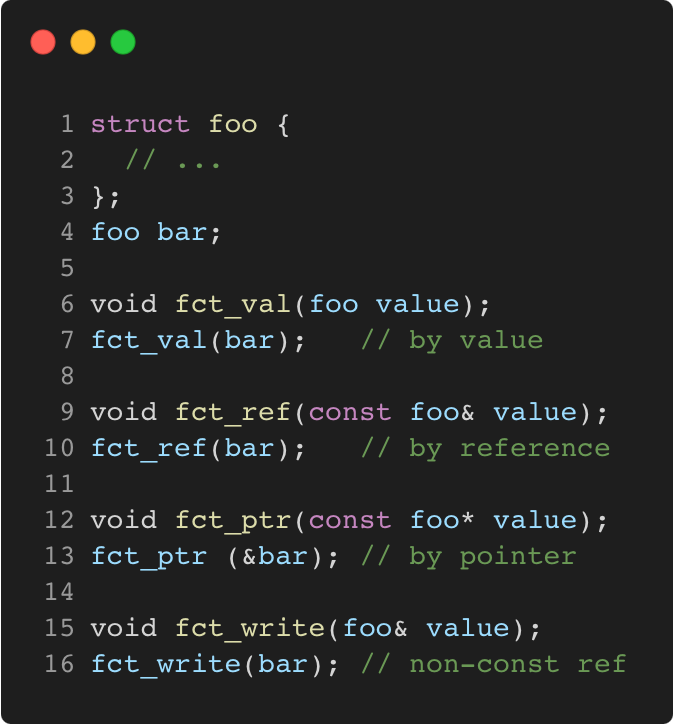 1 struct foo {
2   // ...
3 };
4 foo bar;
5
6 void fct_val(foo value);
7 fct_val(bar);   // by value
8
9 void fct_ref(const foo& value);
10 fct_ref(bar);   // by reference
11
12 void fct_ptr(const foo* value);
13 fct_ptr (&bar); // by pointer
14
15 void fct_write(foo& value);
16 fct_write(bar); // non-const ref